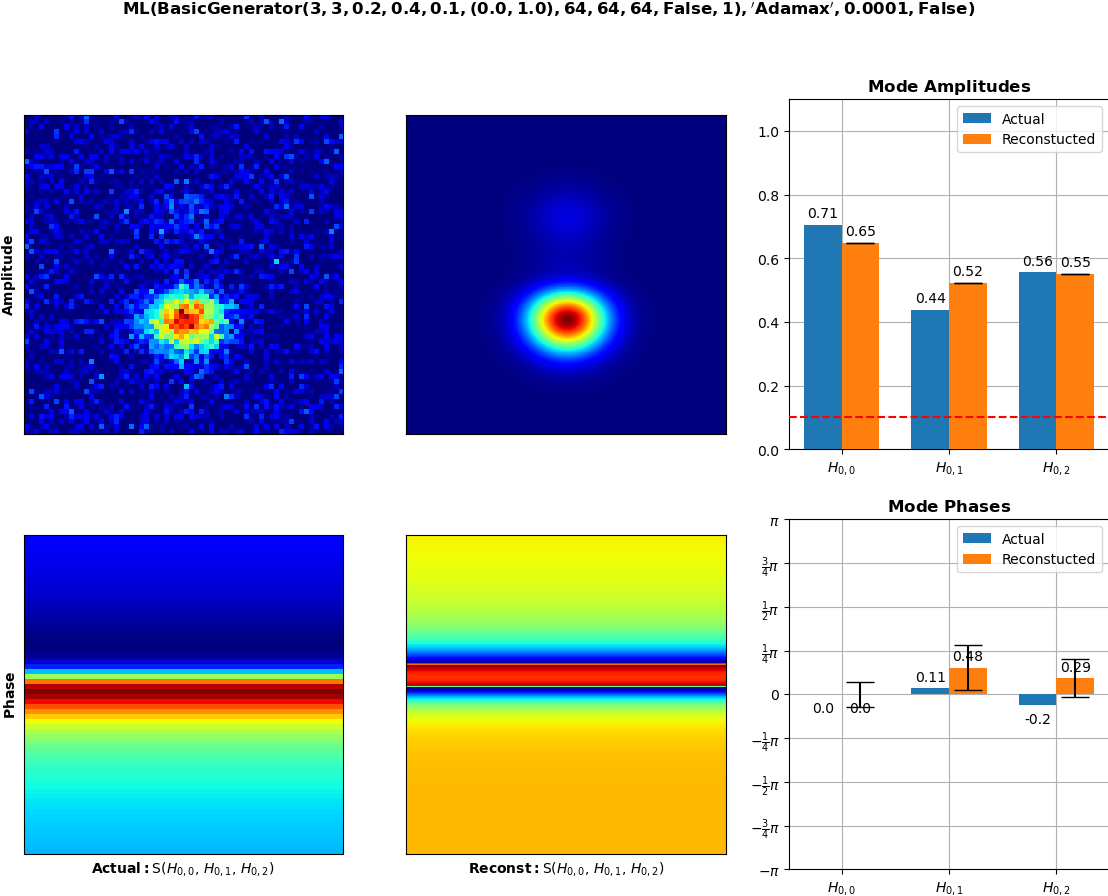 ML(BasicGenerator(3, 3, 0.2, 0.4, 0.1, (0.0, 1.0), 64, 64, 64, False, 1), ′Adamax′, 0.0001, False)
Amplitude
Mode Amplitudes
Actual
Reconstucted
1.0
0.8
0.6
0.4
0.2
0.0
0.71
0.65
0.44
0.52
0.56
0.55
H0,0
H0,1
H0,2
Phase
Actual: S(H0,0, H0,1, H0,2)
Reconst: S(H0,0, H0,1, H0,2)
Mode Phases
Actual
Reconstucted
π
3/4π
1/2π
1/4π
0
−1/4π
−1/2π
−3/4π
−π
0.0
0.0
0.11
0.48
-0.2
0.29
H0,0
H0,1
H0,2